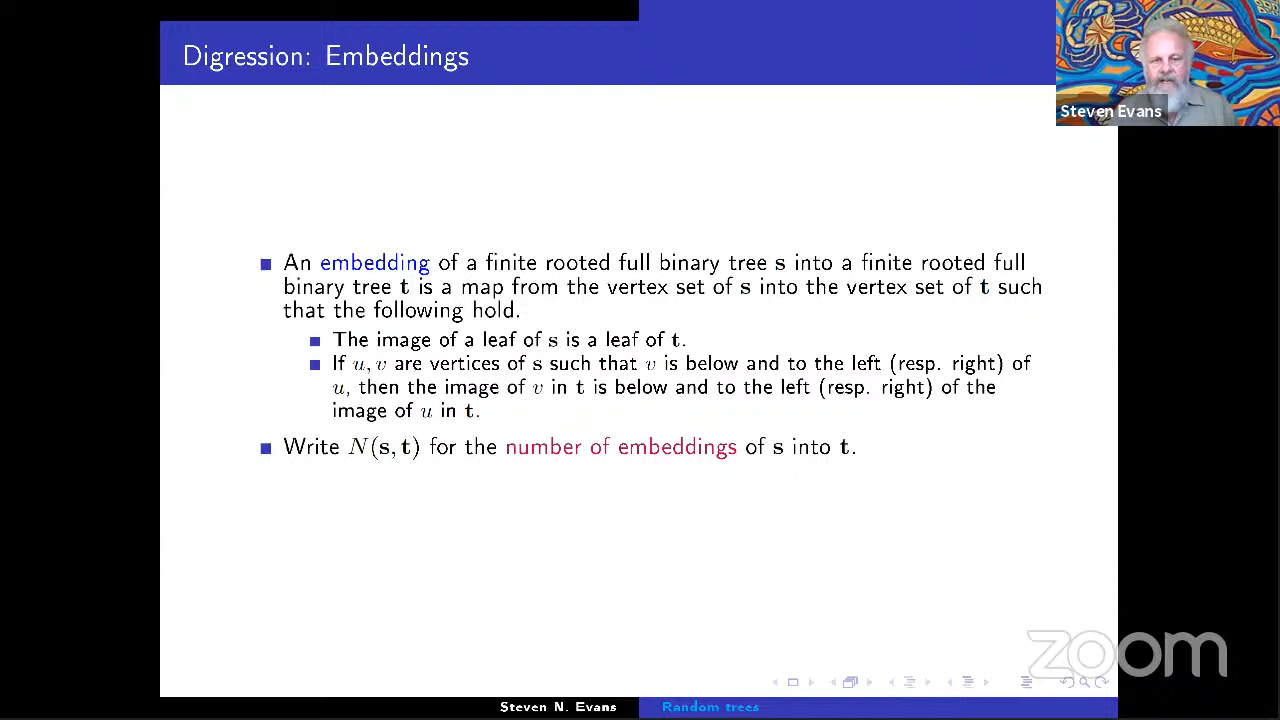 Digression: Embeddings
Steven Evans
An embedding of a finite rooted full binary tree s into a finite rooted full
binary tree t is a map from the vertex set of s into the vertex set of t such
that the following hold.
The image of a leaf of s is a leaf of t.
If u, v are vertices of s such that v is below and to the left (resp. right) of
u, then the image of v in t is below and to the left (resp. right) of the
image of u in t.
Write N(s, t) for the number of embeddings of s into t.
zoom
Steven N. Evans
Random trees